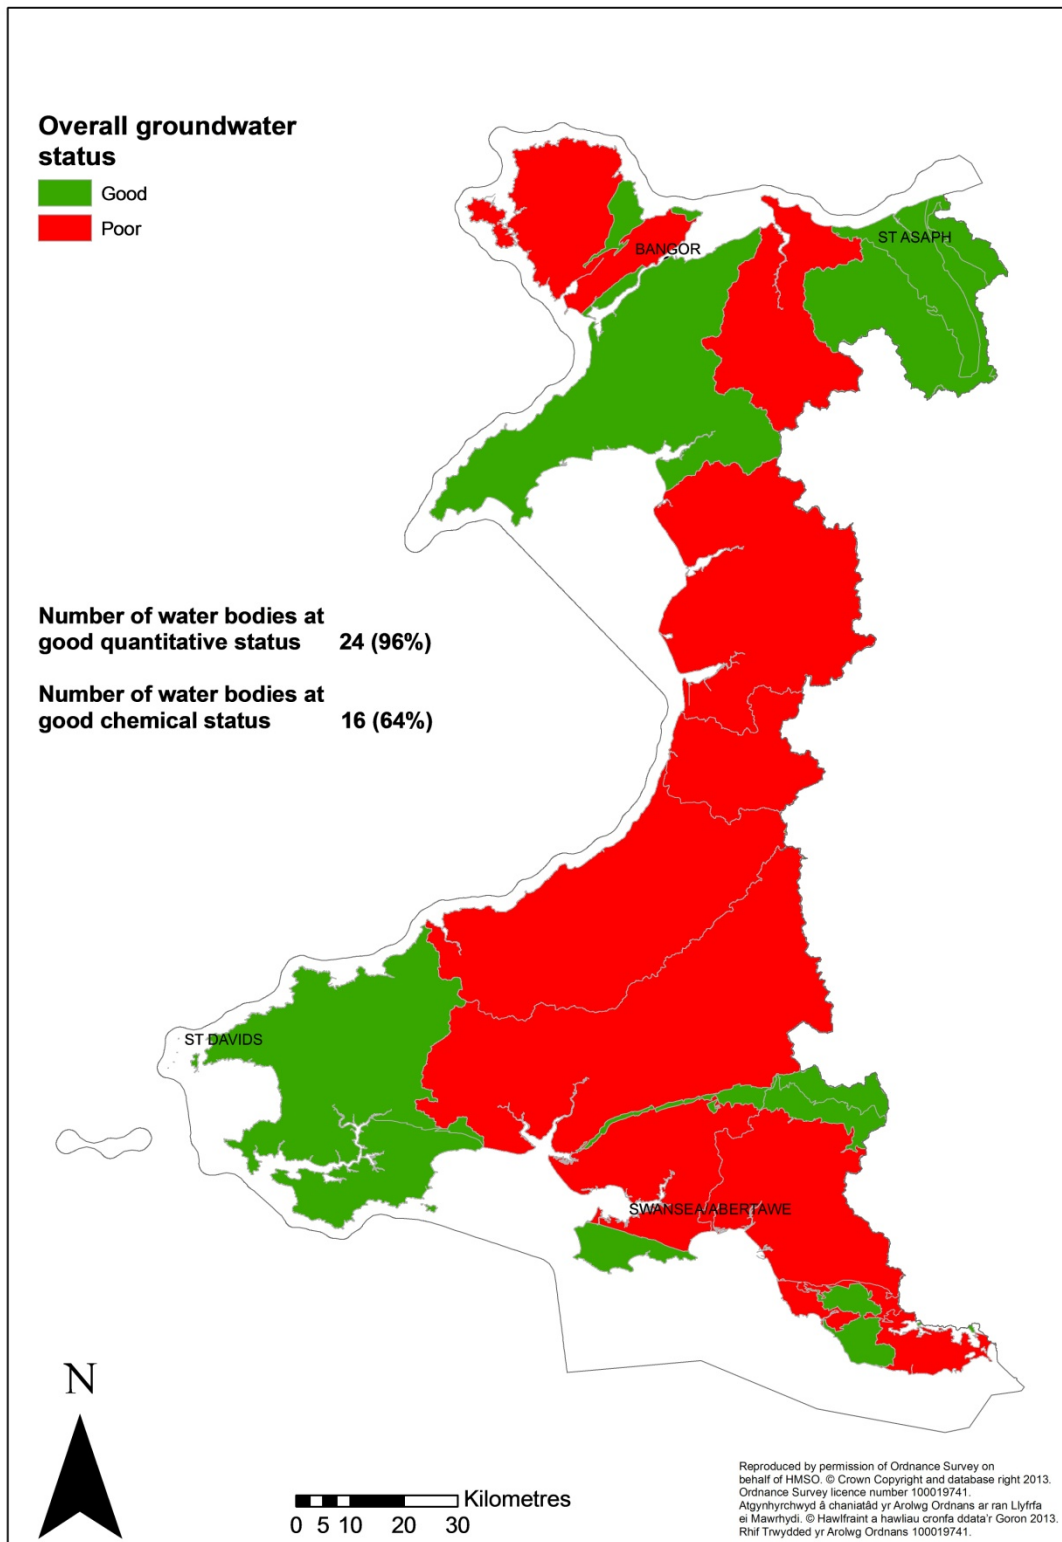 Overall groundwater
status
Good
Poor
BANGOR
ST ASAPH
Number of water bodies at
good quantitative status 24 (96%)
Number of water bodies at
good chemical status 16 (64%)
ST DAVIDS
SWANSEA/ABERTAWE
N
Kilometres
0 5 10 20 30
Reproduced by permission of Ordnance Survey on
behalf of HMSO. © Crown Copyright and database right 2013.
Ordnance Survey licence number 100019741.
Atgynhyrchwyd â chaniatâd yr Arolwg Ordnans ar ran Llyfrfa
ei Mawrhydi. © Hawlfraint a hawliau cronfa ddata'r Goron 2013.
Rhif Trwydded yr Arolwg Ordnans 100019741.